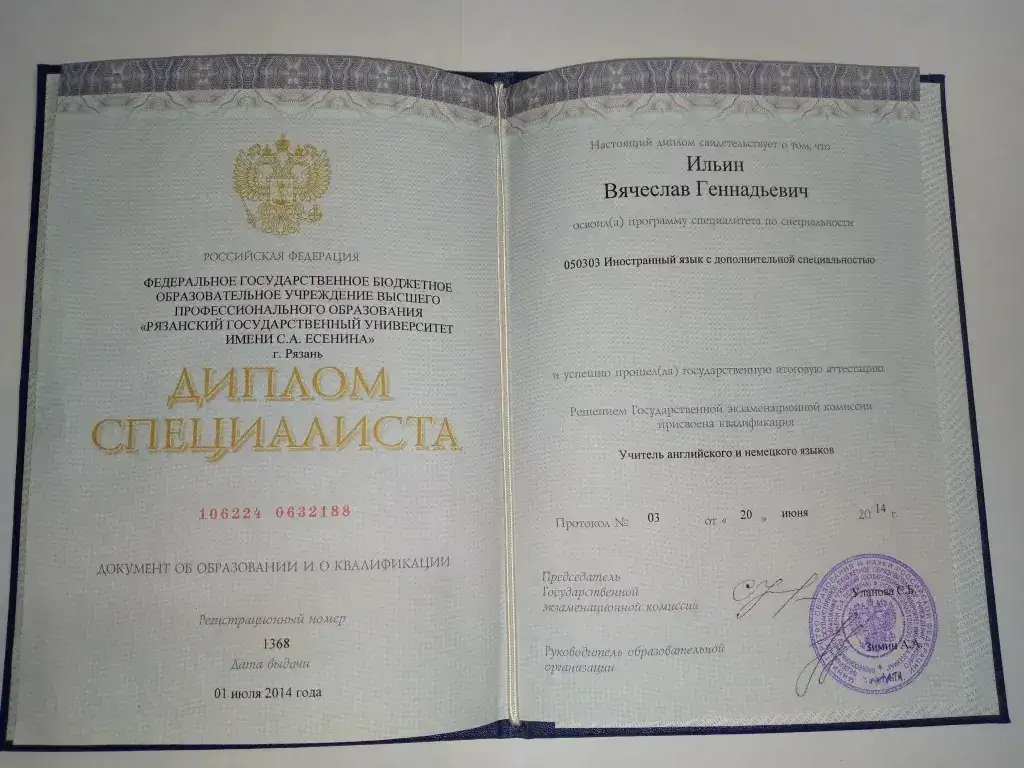 РОССИЙСКАЯ ФЕДЕРАЦИЯ
ФЕДЕРАЛЬНОЕ ГОСУДАРСТВЕННОЕ БЮДЖЕТНОЕ
ОБРАЗОВАТЕЛЬНОЕ УЧРЕЖДЕНИЕ ВЫСШЕГО
ПРОФЕССИОНАЛЬНОГО ОБРАЗОВАНИЯ
«РЯЗАНСКИЙ ГОСУДАРСТВЕННЫЙ УНИВЕРСИТЕТ
ИМЕНИ С.А. ЕСЕНИНА»
г. Рязань
ДИПЛОМ
СПЕЦИАЛИСТА
106224 0632188
ДОКУМЕНТ ОБ ОБРАЗОВАНИИ И О КВАЛИФИКАЦИИ
Регистрационный номер
1368
Дата выдачи
01 июля 2014 года
Настоящий диплом свидетельствует о том, что
Ильин
Вячеслав Геннадьевич
освоил(а) программу специалитета по специальности
050303 Иностранный язык с дополнительной специальностью
и успешно прошел(ла) государственную итоговую аттестацию
Решением Государственной экзаменационной комиссии
присвоена квалификация
Учитель английского и немецкого языков
Протокол № 03 от « 20 » июня 2014 г.
Председатель
Государственной
экзаменационной комиссии
Уланова С.Б.
Руководитель образовательной
организации
Зимин А.А.